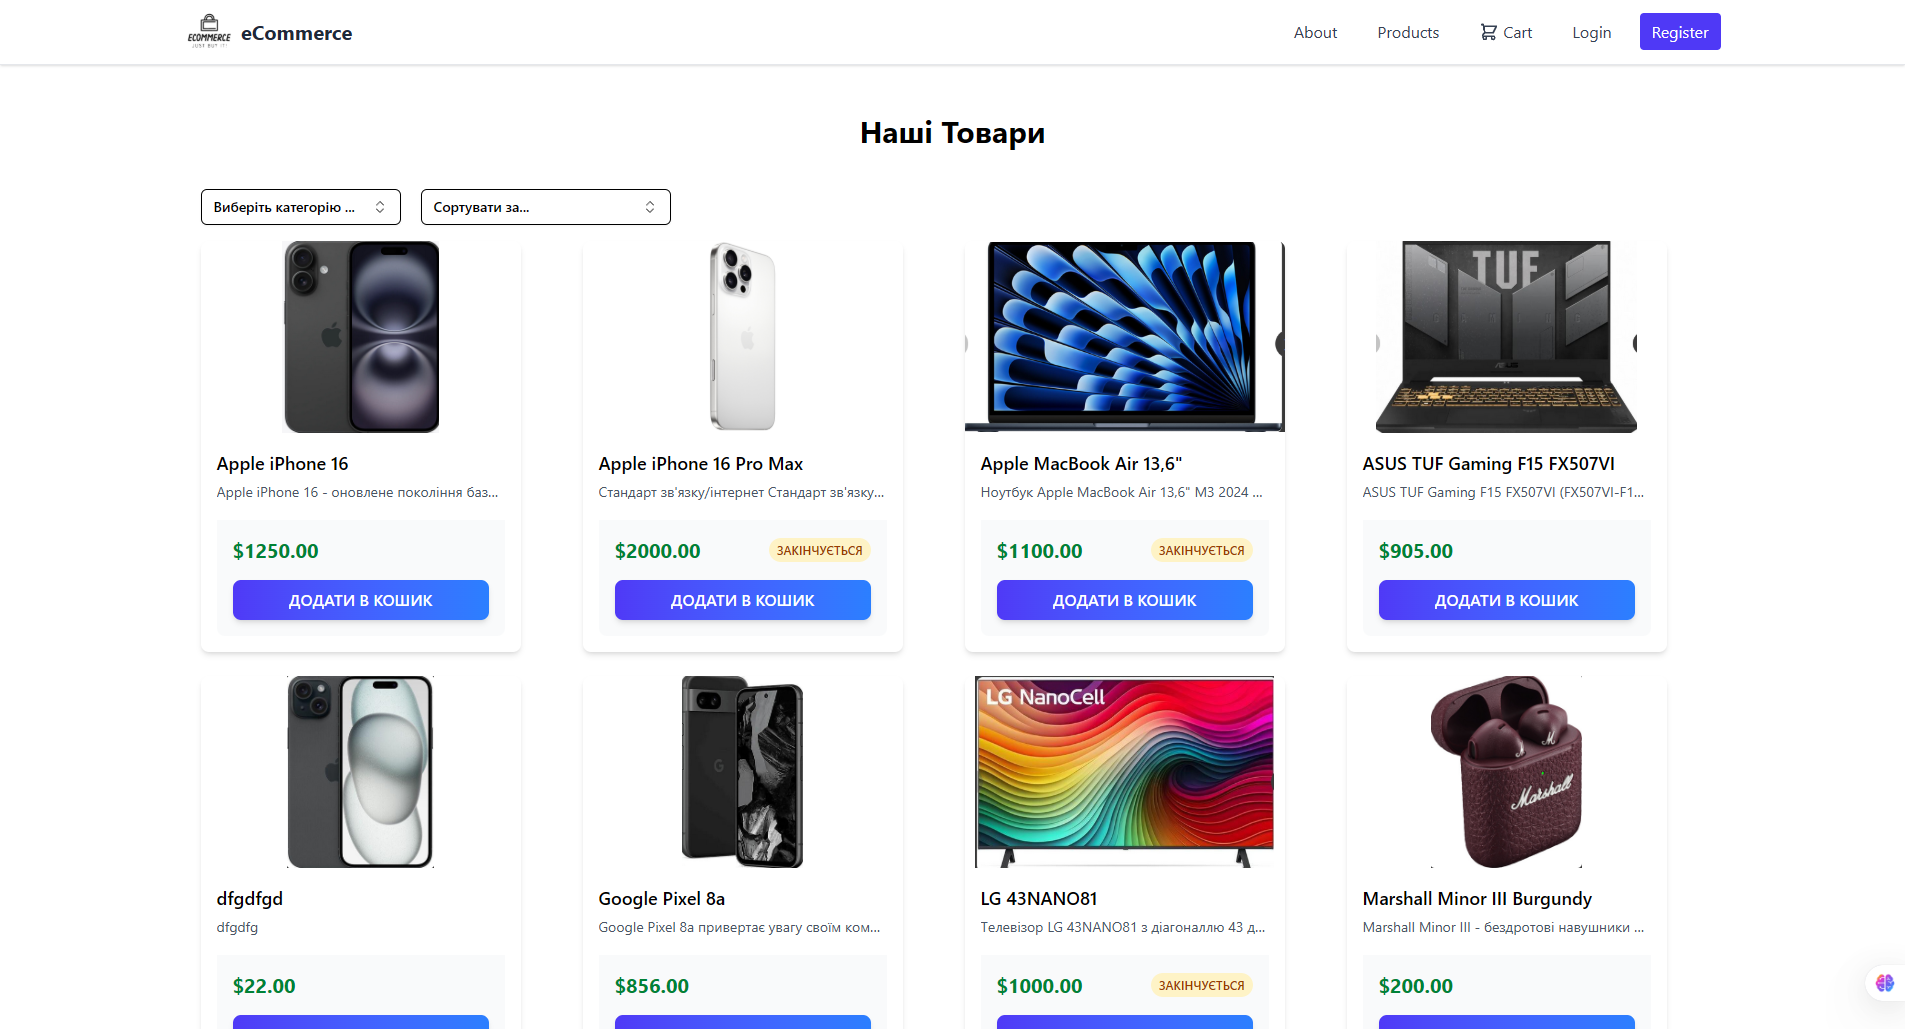 ECOMMERCE
JUST BUY IT!
eCommerce
About
Products
Cart
Login
Register
Наші Товари
Виберіть категорію ...
Сортувати за...
TUF
ASUS
Apple iPhone 16
Apple iPhone 16 - оновлене покоління баз...
$1250.00
ДОДАТИ В КОШИК
Apple iPhone 16 Pro Max
Стандарт зв'язку/інтернет Стандарт зв'язку...
$2000.00
ЗАКІНЧУЄТЬСЯ
ДОДАТИ В КОШИК
Apple MacBook Air 13,6"
Ноутбук Apple MacBook Air 13,6" M3 2024 ...
$1100.00
ЗАКІНЧУЄТЬСЯ
ДОДАТИ В КОШИК
ASUS TUF Gaming F15 FX507VI
ASUS TUF Gaming F15 FX507VI (FX507VI-F1...
$905.00
ДОДАТИ В КОШИК
dfgdfgd
dfgdfg
$22.00
G
Google Pixel 8a
Google Pixel 8a привертає увагу своїм ком...
$856.00
LG NanoCell
LG 43NANO81
Телевізор LG 43NANO81 з діагоналлю 43 д...
$1000.00
ЗАКІНЧУЄТЬСЯ
M
Marshall
Marshall Minor III Burgundy
Marshall Minor III - бездротові навушники ...
$200.00